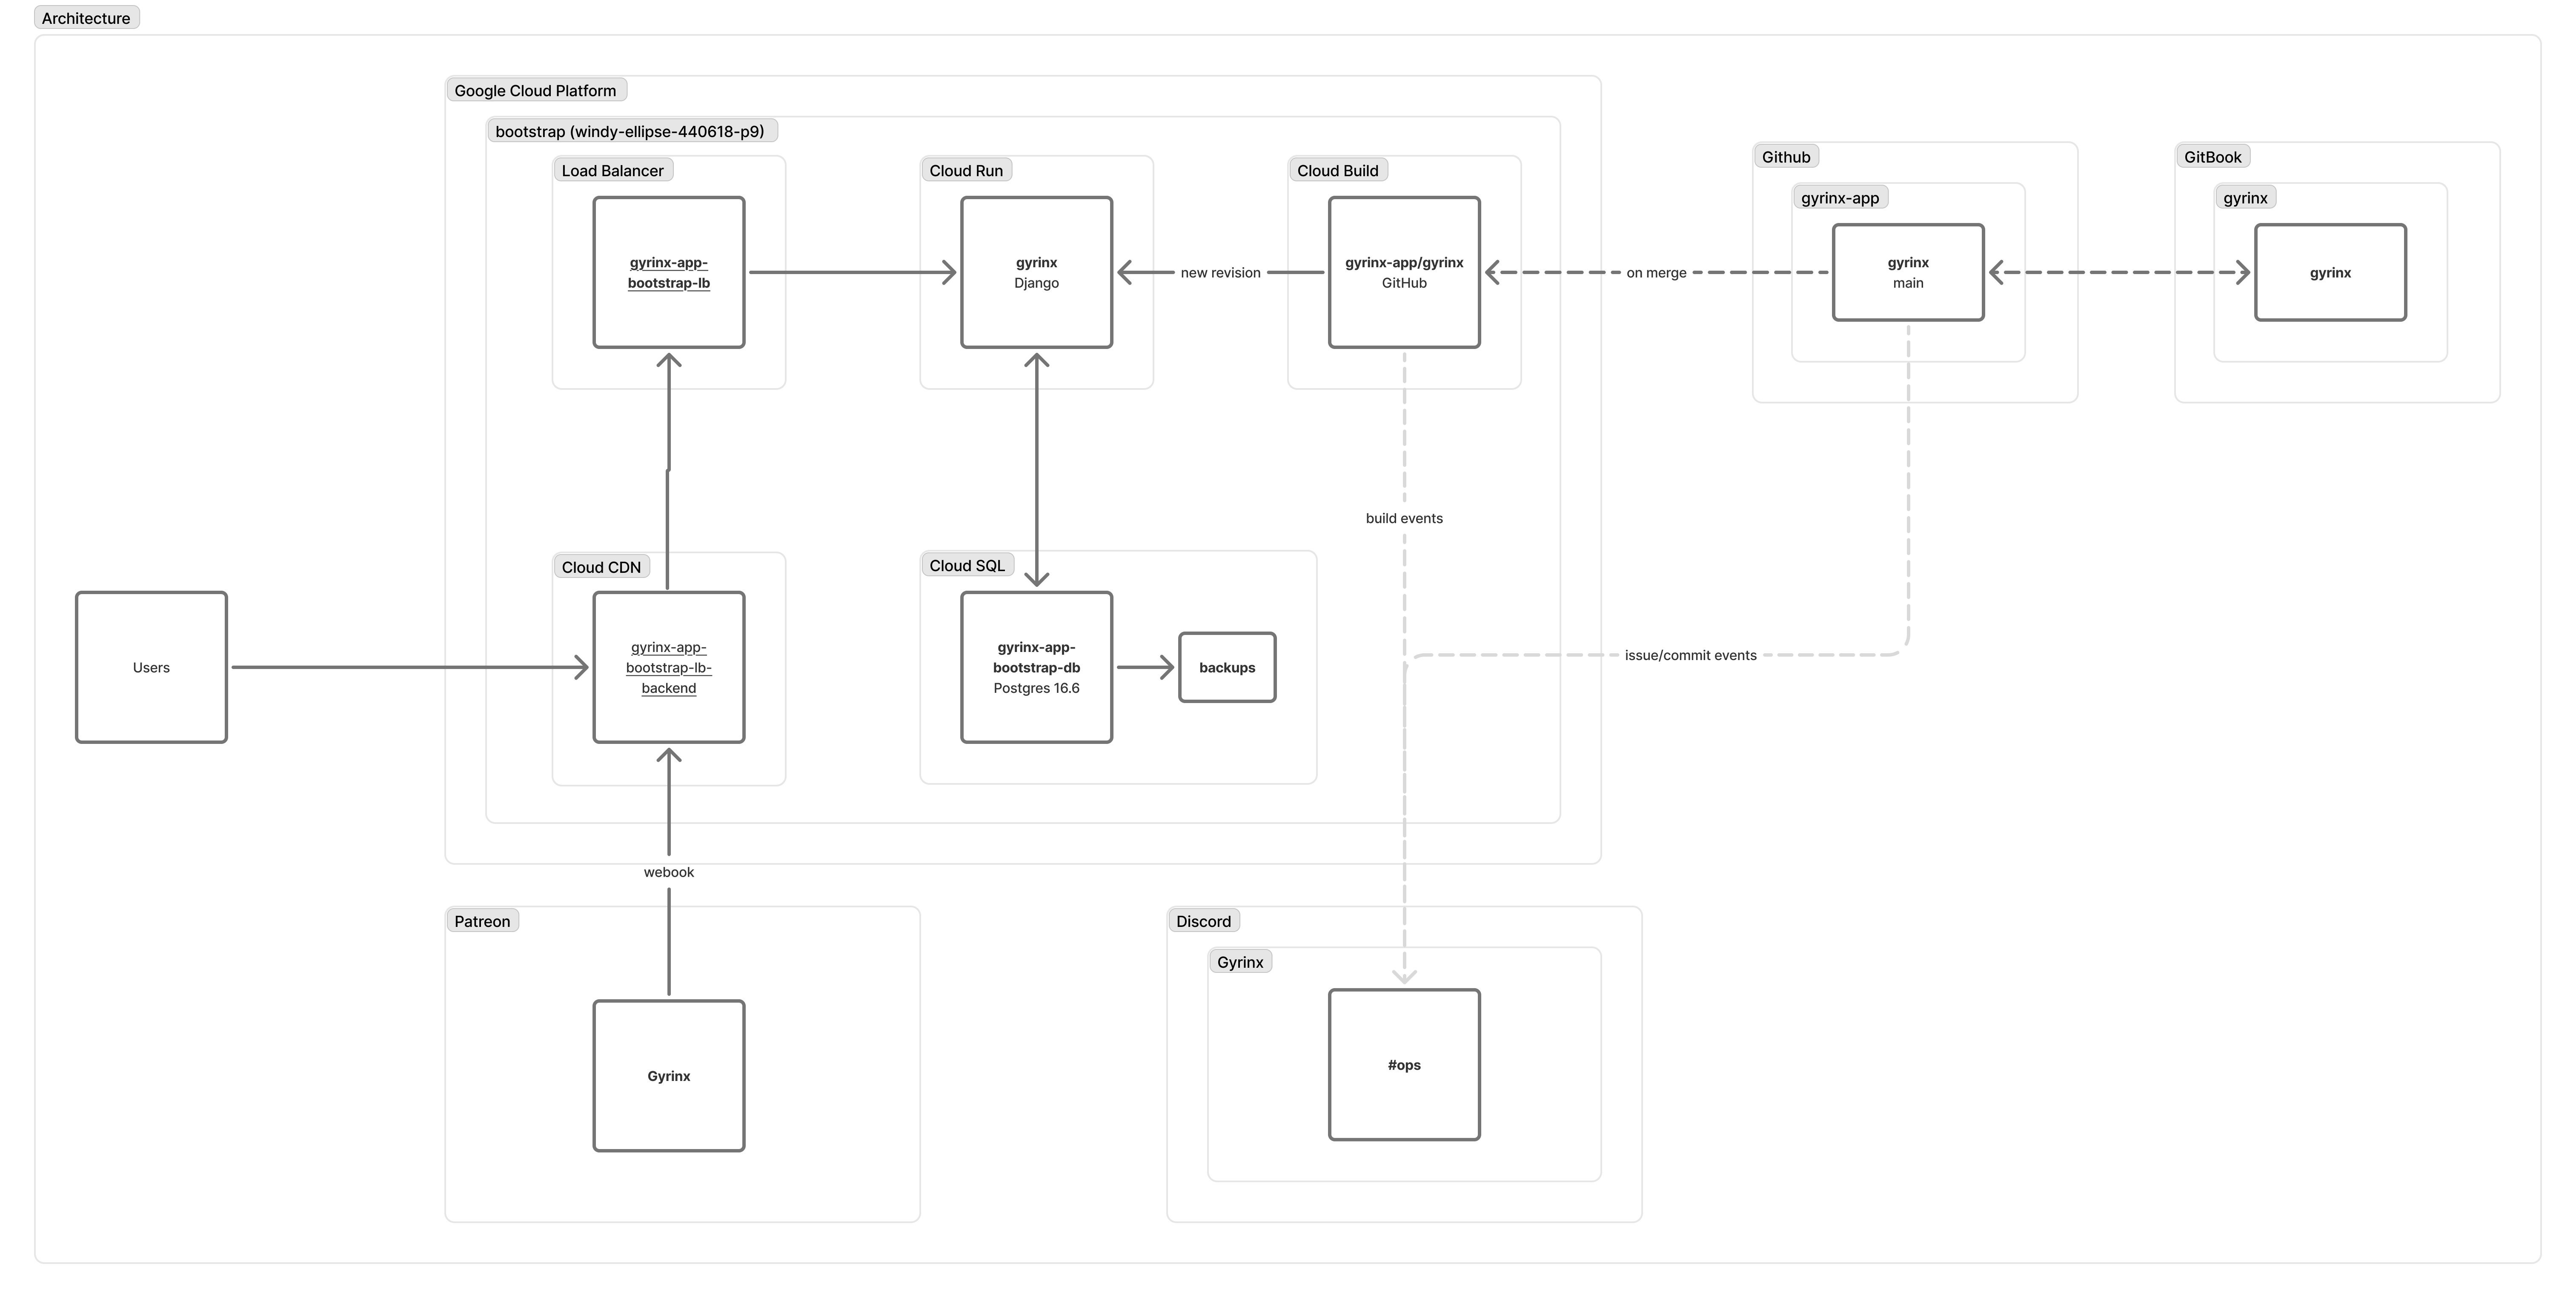 Architecture
Google Cloud Platform
bootstrap (windy-ellipse-440618-p9)
Load Balancer
gyrinx-app-
bootstrap-lb
Cloud Run
gyrinx
Django
new revision
Cloud Build
gyrinx-app/gyrinx
GitHub
on merge
Github
gyrinx-app
gyrinx
main
GitBook
gyrinx
gyrinx
build events
issue/commit events
Users
Cloud CDN
gyrinx-app-
bootstrap-lb-
backend
Cloud SQL
gyrinx-app-
bootstrap-db
Postgres 16.6
backups
webook
Patreon
Gyrinx
Discord
Gyrinx
#ops